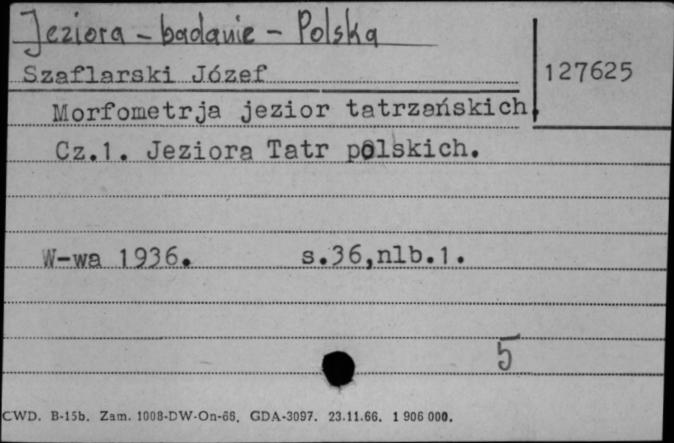 Jeziora - badanie - Polska
Szaflarski Józef
127625
Morfometrja jezior tatrzańskich.
Cz.1. Jeziora Tatr polskich.
W-wa 1936. s.36,nlb.1.
5
CWD. B-15b. Zam. 1008-DW-On-66. GDA-3097. 23.11.66. 1 906 000.